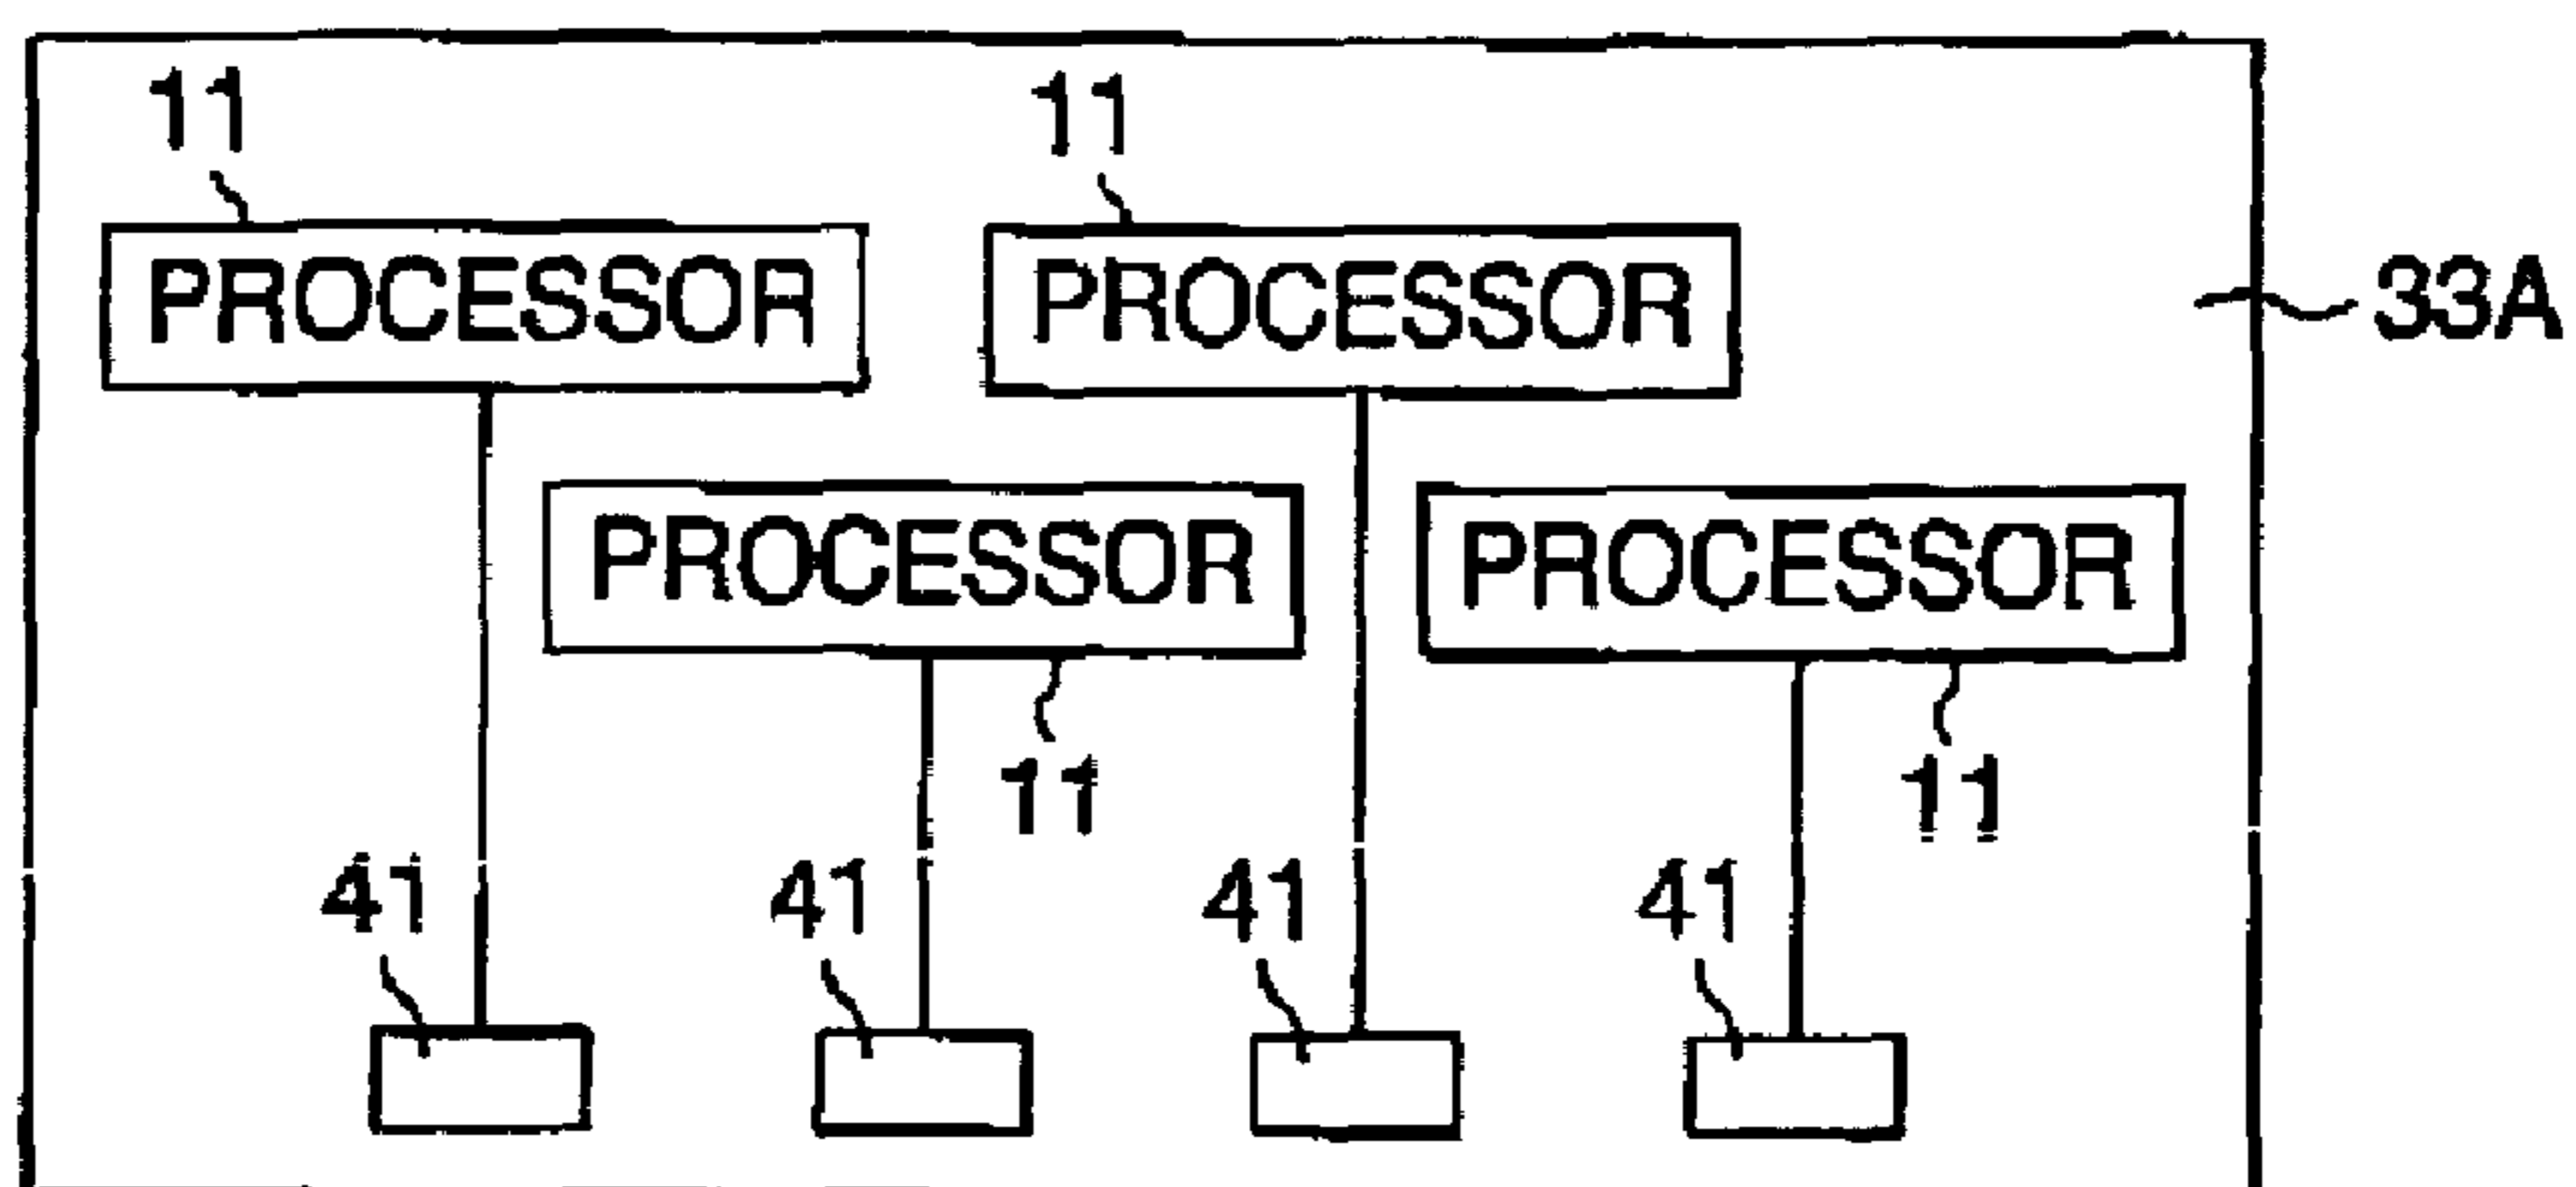 11 11
PROCESSOR PROCESSOR 33A
PROCESSOR PROCESSOR
11 11
41 41 41 41